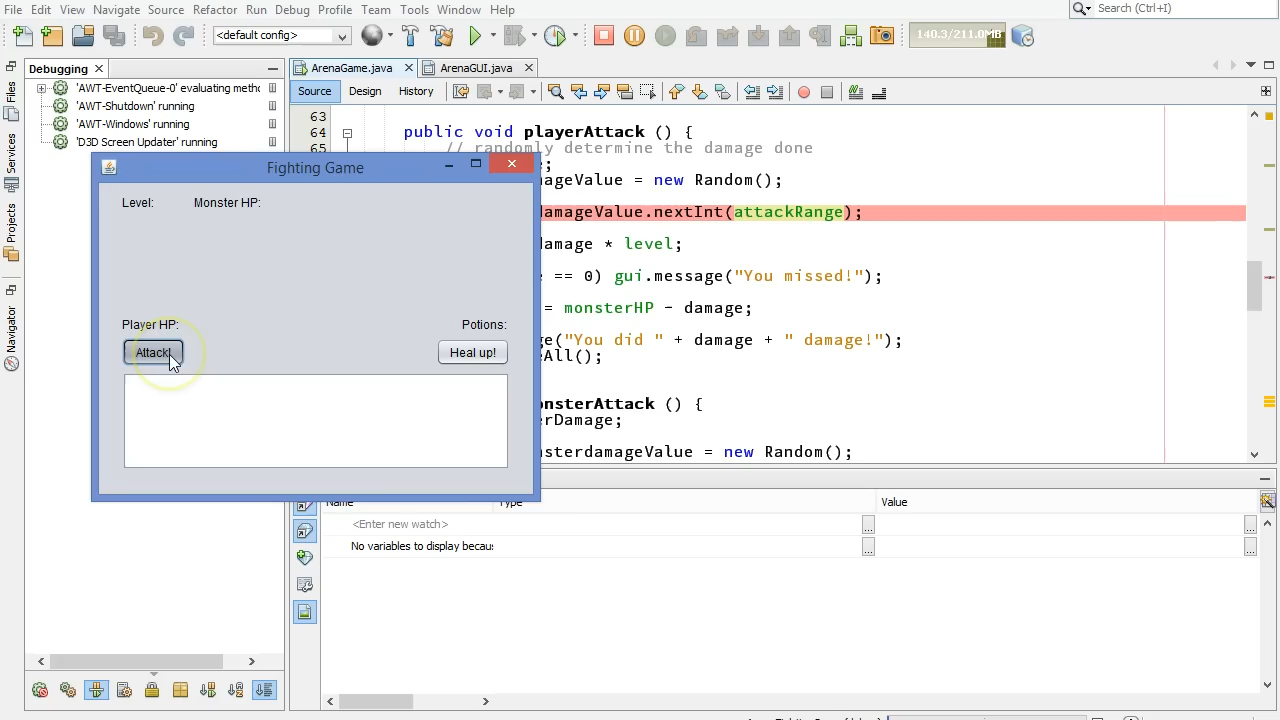 File Edit View Navigate Source Refactor Run Debug Profile Team Tools Window Help
Search (Ctrl+I)
<default config>
140.3/211.0MB
Debugging
ArenaGame.java
ArenaGUI.java
Source
Design
History
Files
Services
Projects
Navigator
'AWT-EventQueue-0' evaluating metho
'AWT-Shutdown' running
'AWT-Windows' running
'D3D Screen Updater' running
63
64
65
public void playerAttack () {
// randomly determine the damage done
e;
mageValue = new Random();
damageValue.nextInt(attackRange);
damage * level;
e == 0) gui.message("You missed!");
= monsterHP - damage;
ge("You did " + damage + " damage!");
eAll();
onsterAttack () {
erDamage;
nsterdamageValue = new Random();
Fighting Game
Level:
Monster HP:
Player HP:
Potions:
Attack!
Heal up!
Name
Type
Value
<Enter new watch>
No variables to display becau